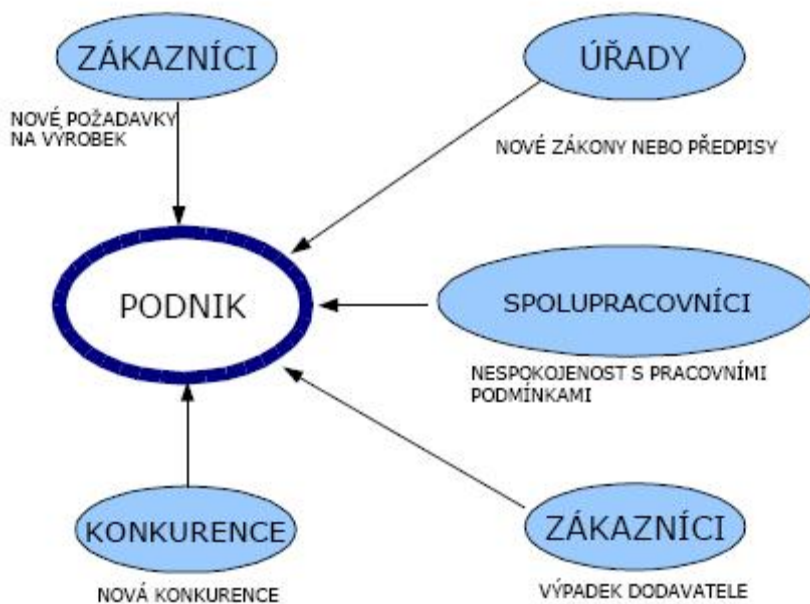 ZÁKAZNÍCI
ÚŘADY
NOVÉ POŽADAVKY
NA VÝROBEK
NOVÉ ZÁKONY NEBO PŘEDPISY
PODNIK
SPOLUPRACOVNÍCI
NESPOKOJENOST S PRACOVNÍMI
PODMÍNKAMI
KONKURENCE
ZÁKAZNÍCI
NOVÁ KONKURENCE
VÝPADEK DODAVATELE